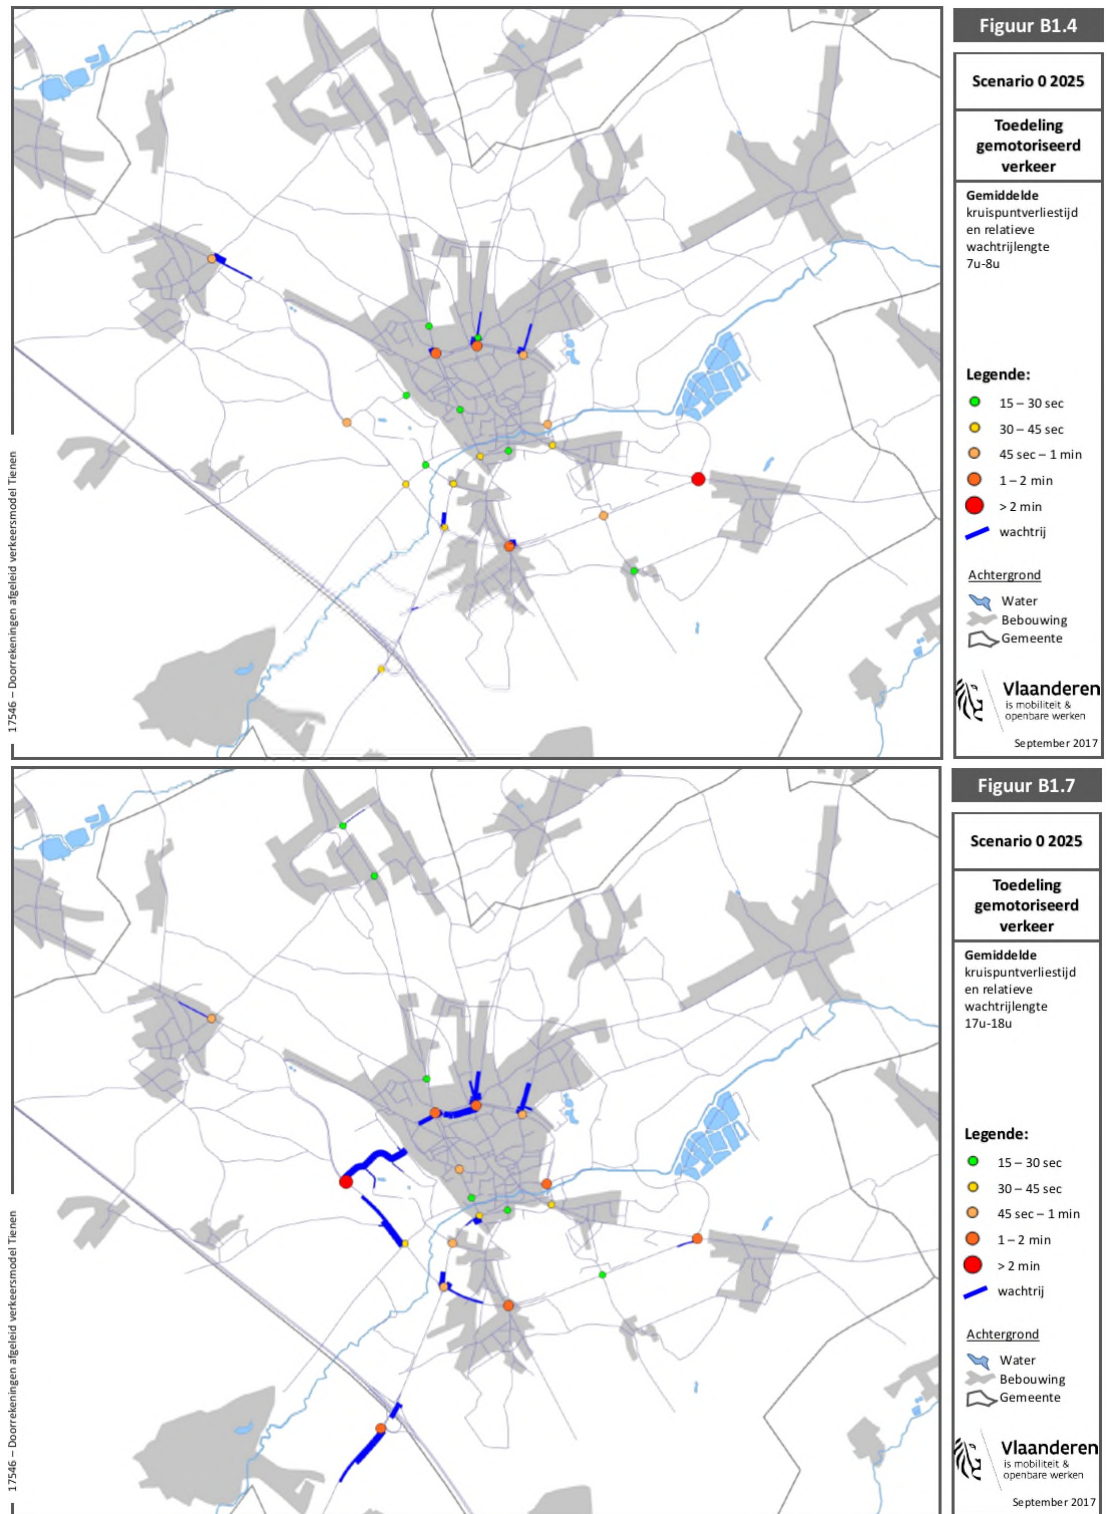 Figuur B1.4
Scenario 0 2025
Toedeling
gemotoriseerd
verkeer
Gemiddelde
kruispuntverliestijd
en relatieve
wachtrijlengte
7u-8u
Legende:
15 – 30 sec
30 – 45 sec
45 sec – 1 min
1 – 2 min
> 2 min
wachtrij
Achtergrond
Water
Bebouwing
Gemeente
Vlaanderen
is mobiliteit &
openbare werken
September 2017
17546 – Doorrekeningen afgeleid verkeersmodel Tienen
Figuur B1.7
Scenario 0 2025
Toedeling
gemotoriseerd
verkeer
Gemiddelde
kruispuntverliestijd
en relatieve
wachtrijlengte
17u-18u
Legende:
15 – 30 sec
30 – 45 sec
45 sec – 1 min
1 – 2 min
> 2 min
wachtrij
Achtergrond
Water
Bebouwing
Gemeente
Vlaanderen
is mobiliteit &
openbare werken
September 2017
17546 – Doorrekeningen afgeleid verkeersmodel Tienen